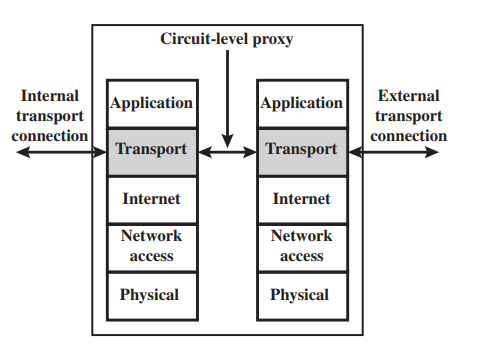 Circuit-level proxy
Internal
transport
connection
External
transport
connection
Application
Transport
Internet
Network
access
Physical
Application
Transport
Internet
Network
access
Physical